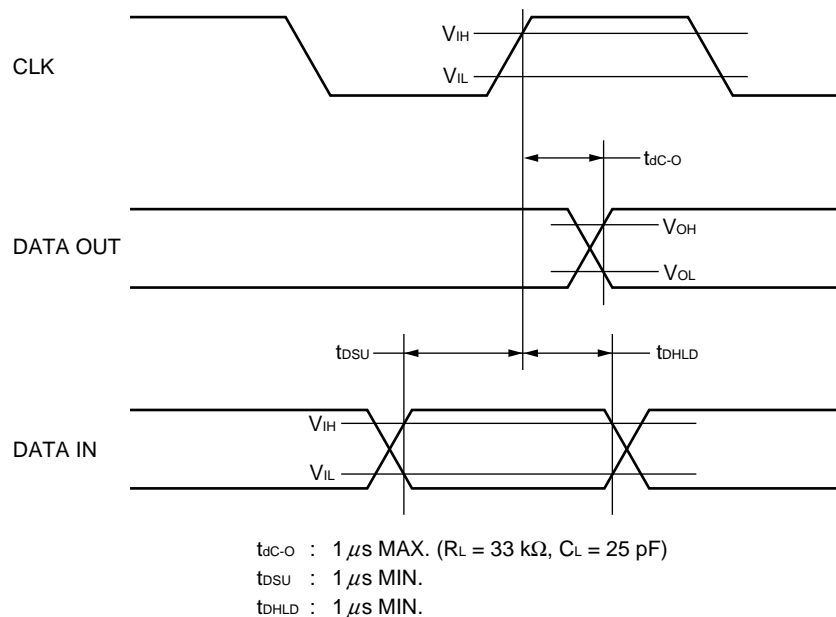 CLK
VIH
VIL
tdC-O
DATA OUT
VOH
VOL
tDSU
tDHLD
DATA IN
VIH
VIL
tdC-O : 1 μs MAX. (RL = 33 kΩ, CL = 25 pF)
tDSU : 1 μs MIN.
tDHLD : 1 μs MIN.